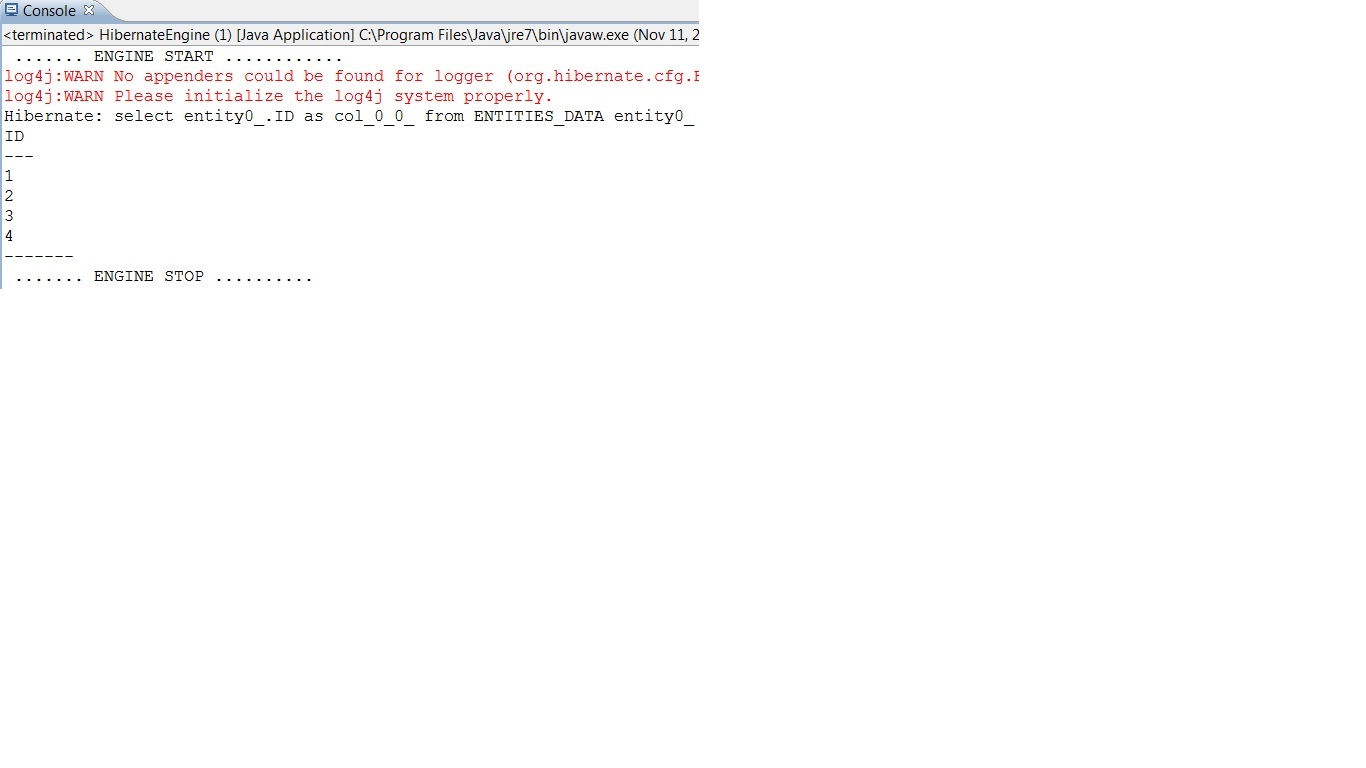 Console
<terminated> HibernateEngine (1) [Java Application] C:\Program Files\Java\jre7\bin\javaw.exe (Nov 11, 2
....... ENGINE START ............
log4j:WARN No appenders could be found for logger (org.hibernate.cfg.
log4j:WARN Please initialize the log4j system properly.
Hibernate: select entity0_.ID as col_0_0_ from ENTITIES_DATA entity0_
ID
---
1
2
3
4
-------
....... ENGINE STOP ..........